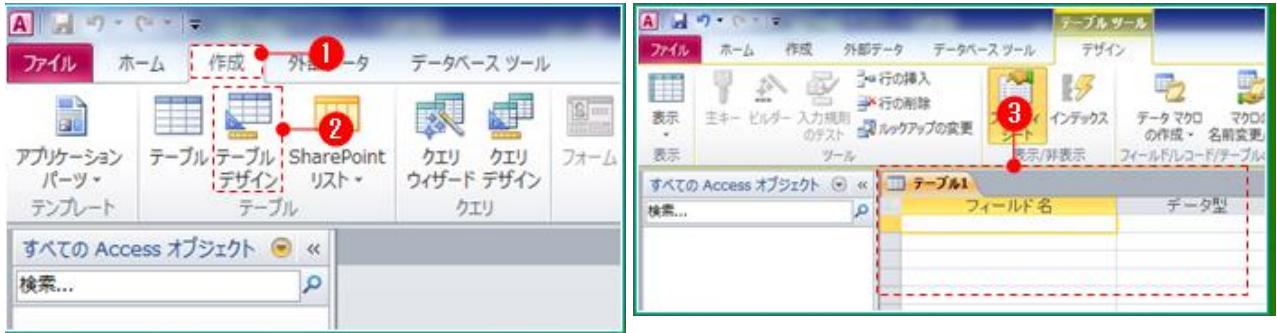 A
ファイル ホーム 作成 1 外部データ データベース ツール
アプリケーション
パーツ
テーブル テーブル
デザイン
2
SharePoint
リスト
クエリ
ウィザード
クエリ
デザイン
フォーム
テンプレート テーブル クエリ
すべての Access オブジェクト «
検索...
A テーブル ツール
ファイル ホーム 作成 外部データ データベース ツール デザイン
表示
主キー ビルダー 入力規則
のテスト
行の挿入
行の削除
ルックアップの変更
3
シート
インデックス
データ マクロ
の作成
マクロの
名前変更
表示 ツール 表示/非表示 フィールド/レコード/テーブルの
すべての Access オブジェクト «
検索...
テーブル1
フィールド名 データ型